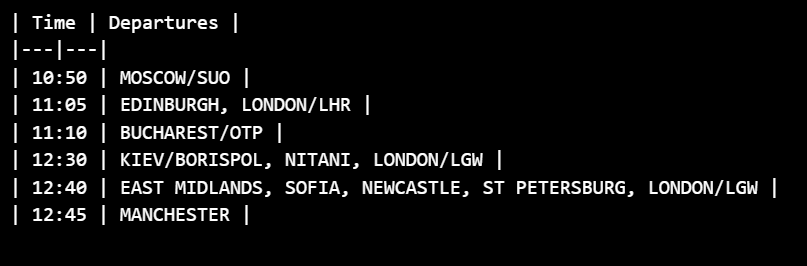 | Time | Departures |
|---|---|
| 10:50 | MOSCOW/SUO |
| 11:05 | EDINBURGH, LONDON/LHR |
| 11:10 | BUCHAREST/OTP |
| 12:30 | KIEV/BORISPOL, NITANI, LONDON/LGW |
| 12:40 | EAST MIDLANDS, SOFIA, NEWCASTLE, ST PETERSBURG, LONDON/LGW |
| 12:45 | MANCHESTER |